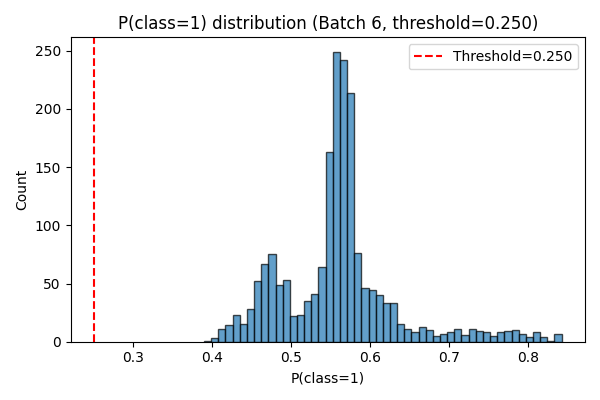 P(class=1) distribution (Batch 6, threshold=0.250)
Threshold=0.250
250
200
150
100
50
0
Count
0.3 0.4 0.5 0.6 0.7 0.8
P(class=1)